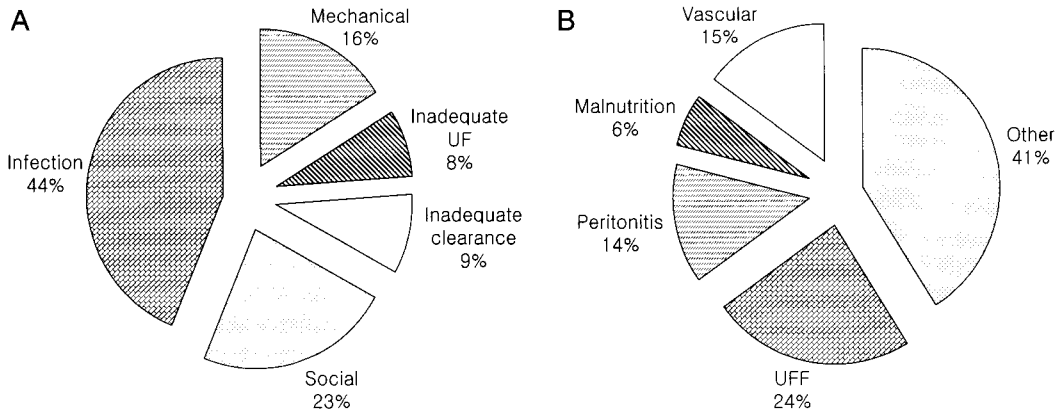 A
Mechanical
16%
Inadequate
UF
8%
Infection
44%
Inadequate
clearance
9%
Social
23%
B
Vascular
15%
Malnutrition
6%
Other
41%
Peritonitis
14%
UFF
24%